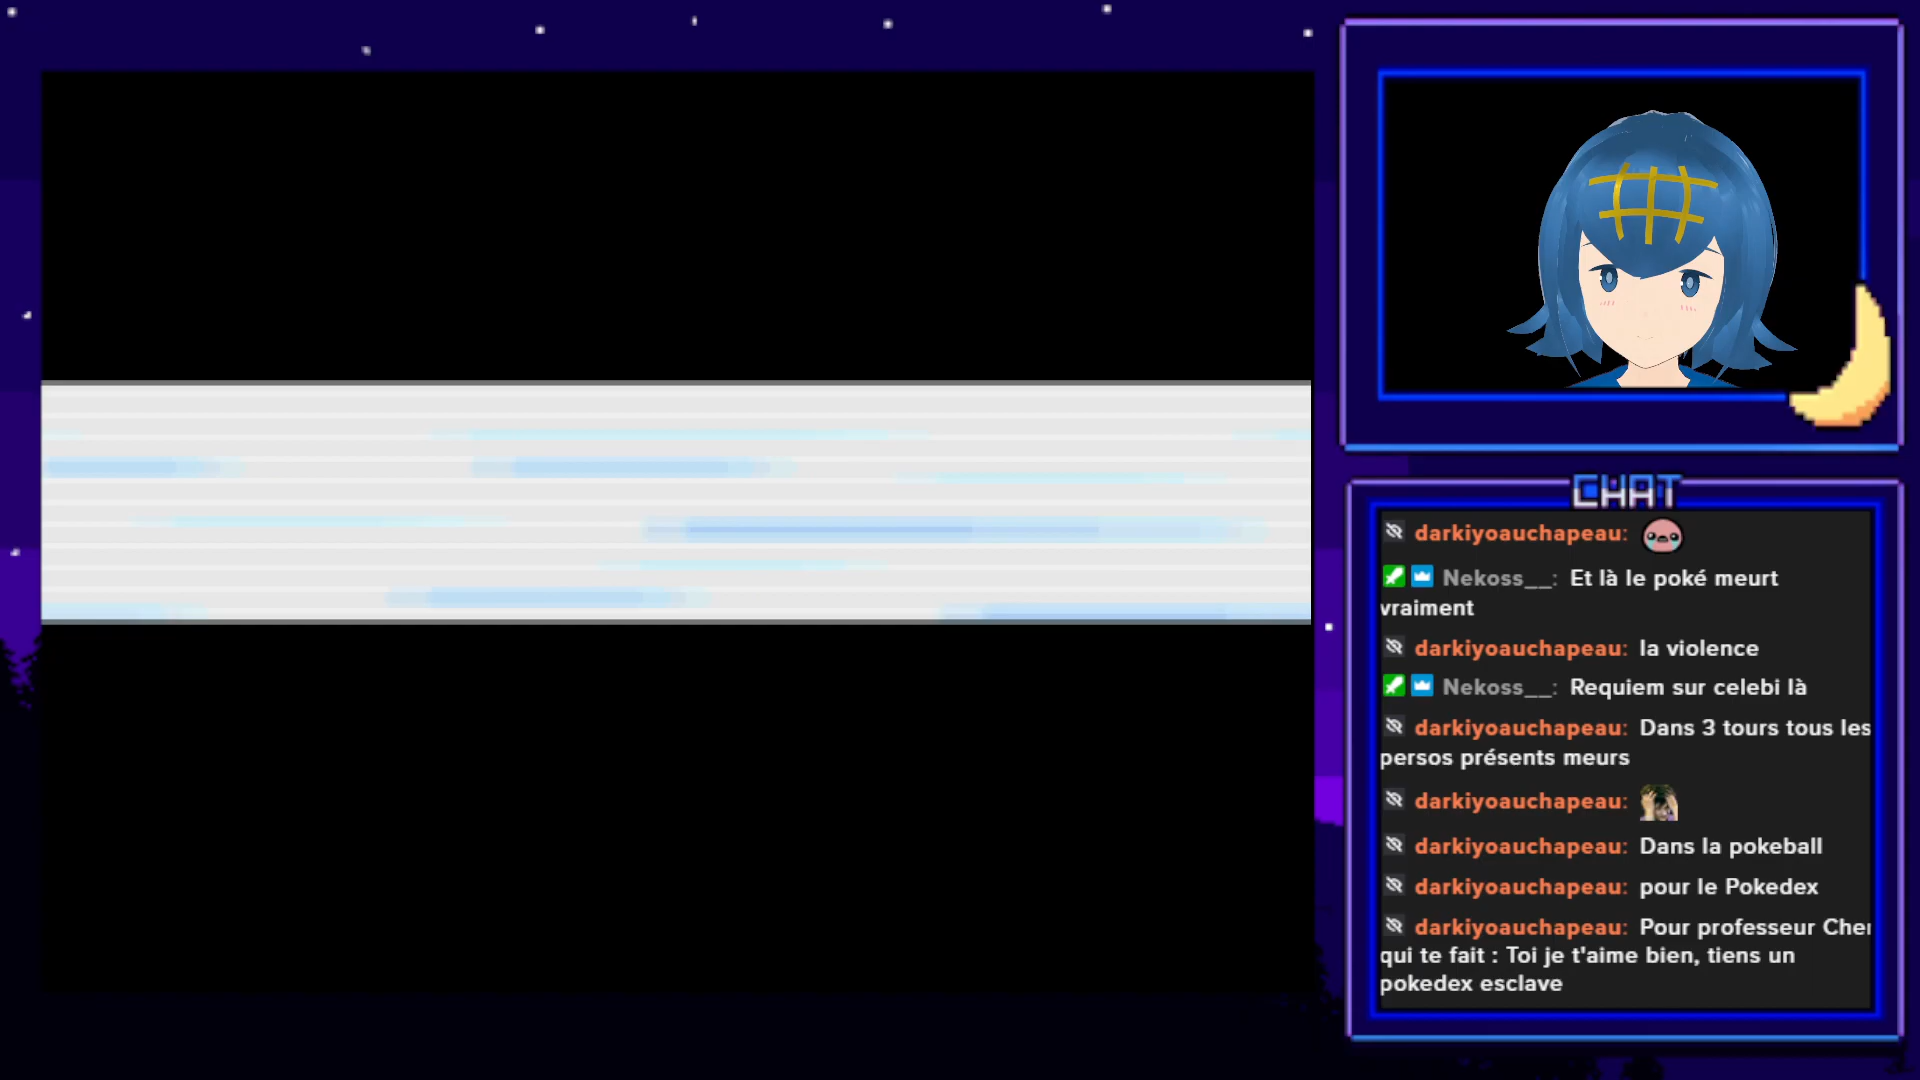 CHAT
darkiyoauchapeau:
Nekoss__: Et là le poké meurt
vraiment
darkiyoauchapeau: la violence
Nekoss__: Requiem sur celebi là
darkiyoauchapeau: Dans 3 tours tous les
persos présents meurs
darkiyoauchapeau:
darkiyoauchapeau: Dans la pokeball
darkiyoauchapeau: pour le Pokedex
darkiyoauchapeau: Pour professeur Chen
qui te fait : Toi je t'aime bien, tiens un
pokedex esclave